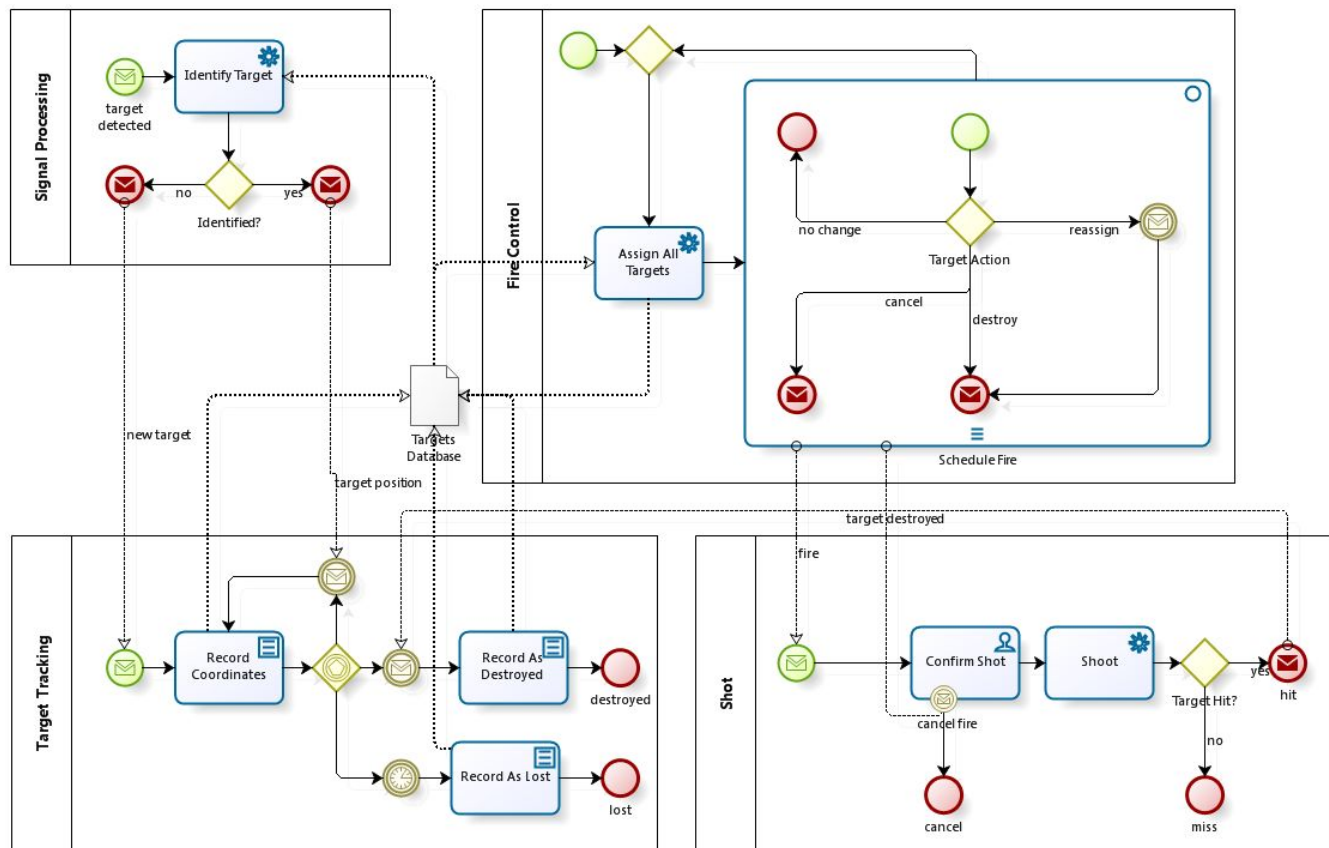 Signal Processing
target
detected
Identify Target
no
yes
Identified?
Fire Control
Assign All
Targets
no change
reassign
Target Action
cancel
destroy
Schedule Fire
Targets
Database
new target
target position
target destroyed
fire
Target Tracking
Record
Coordinates
Record As
Destroyed
destroyed
Record As Lost
lost
Shot
Confirm Shot
cancel fire
cancel
Shoot
Target Hit?
yes
hit
no
miss